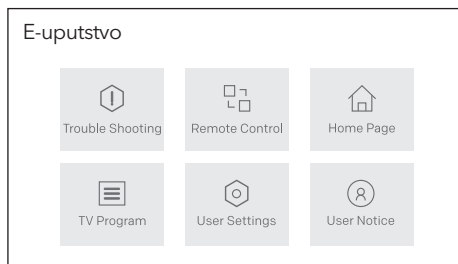 E-uputstvo
Trouble Shooting
Remote Control
Home Page
TV Program
User Settings
User Notice